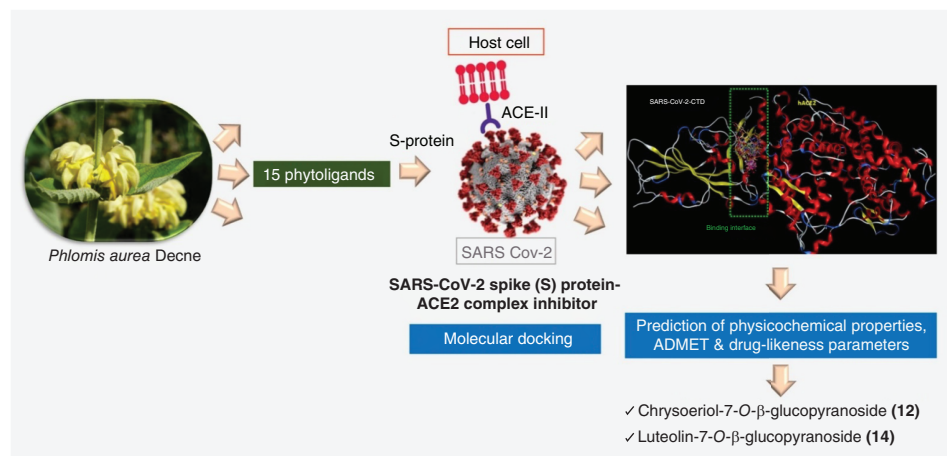 Host cell
ACE-II
S-protein
15 phytoligands
SARS Cov-2
Phlomis aurea Decne
SARS-CoV-2 spike (S) protein-
ACE2 complex inhibitor
Molecular docking
SARS-CoV-2-CTD
hACE2
Binding interface
Prediction of physicochemical properties,
ADMET & drug-likeness parameters
✓ Chrysoeriol-7-O-β-glucopyranoside (12)
✓ Luteolin-7-O-β-glucopyranoside (14)